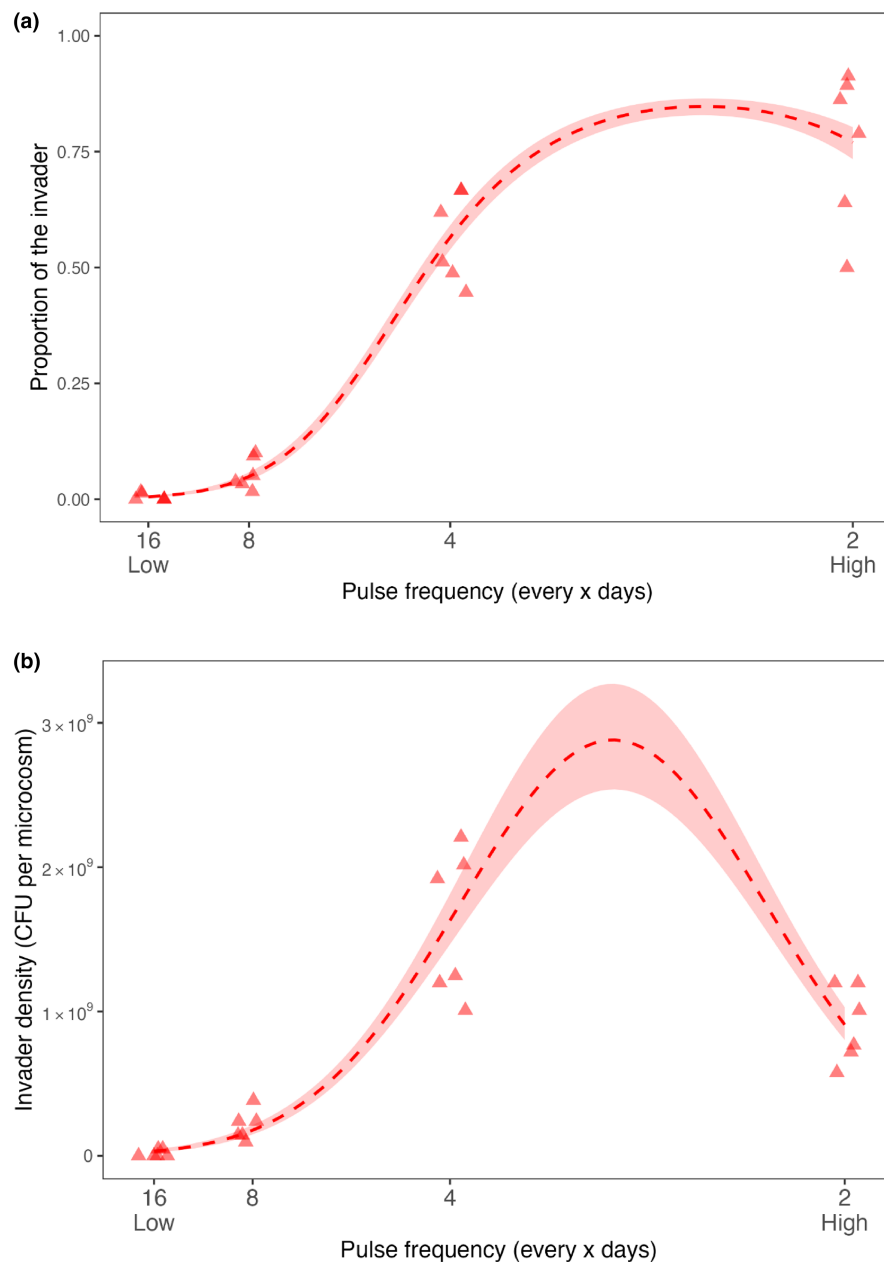 (a)
1.00
0.75
0.50
0.25
0.00
Proportion of the invader
16
8
4
2
Low
High
Pulse frequency (every x days)
(b)
3 × 10⁹
2 × 10⁹
1 × 10⁹
0
Invader density (CFU per microcosm)
16
8
4
2
Low
High
Pulse frequency (every x days)